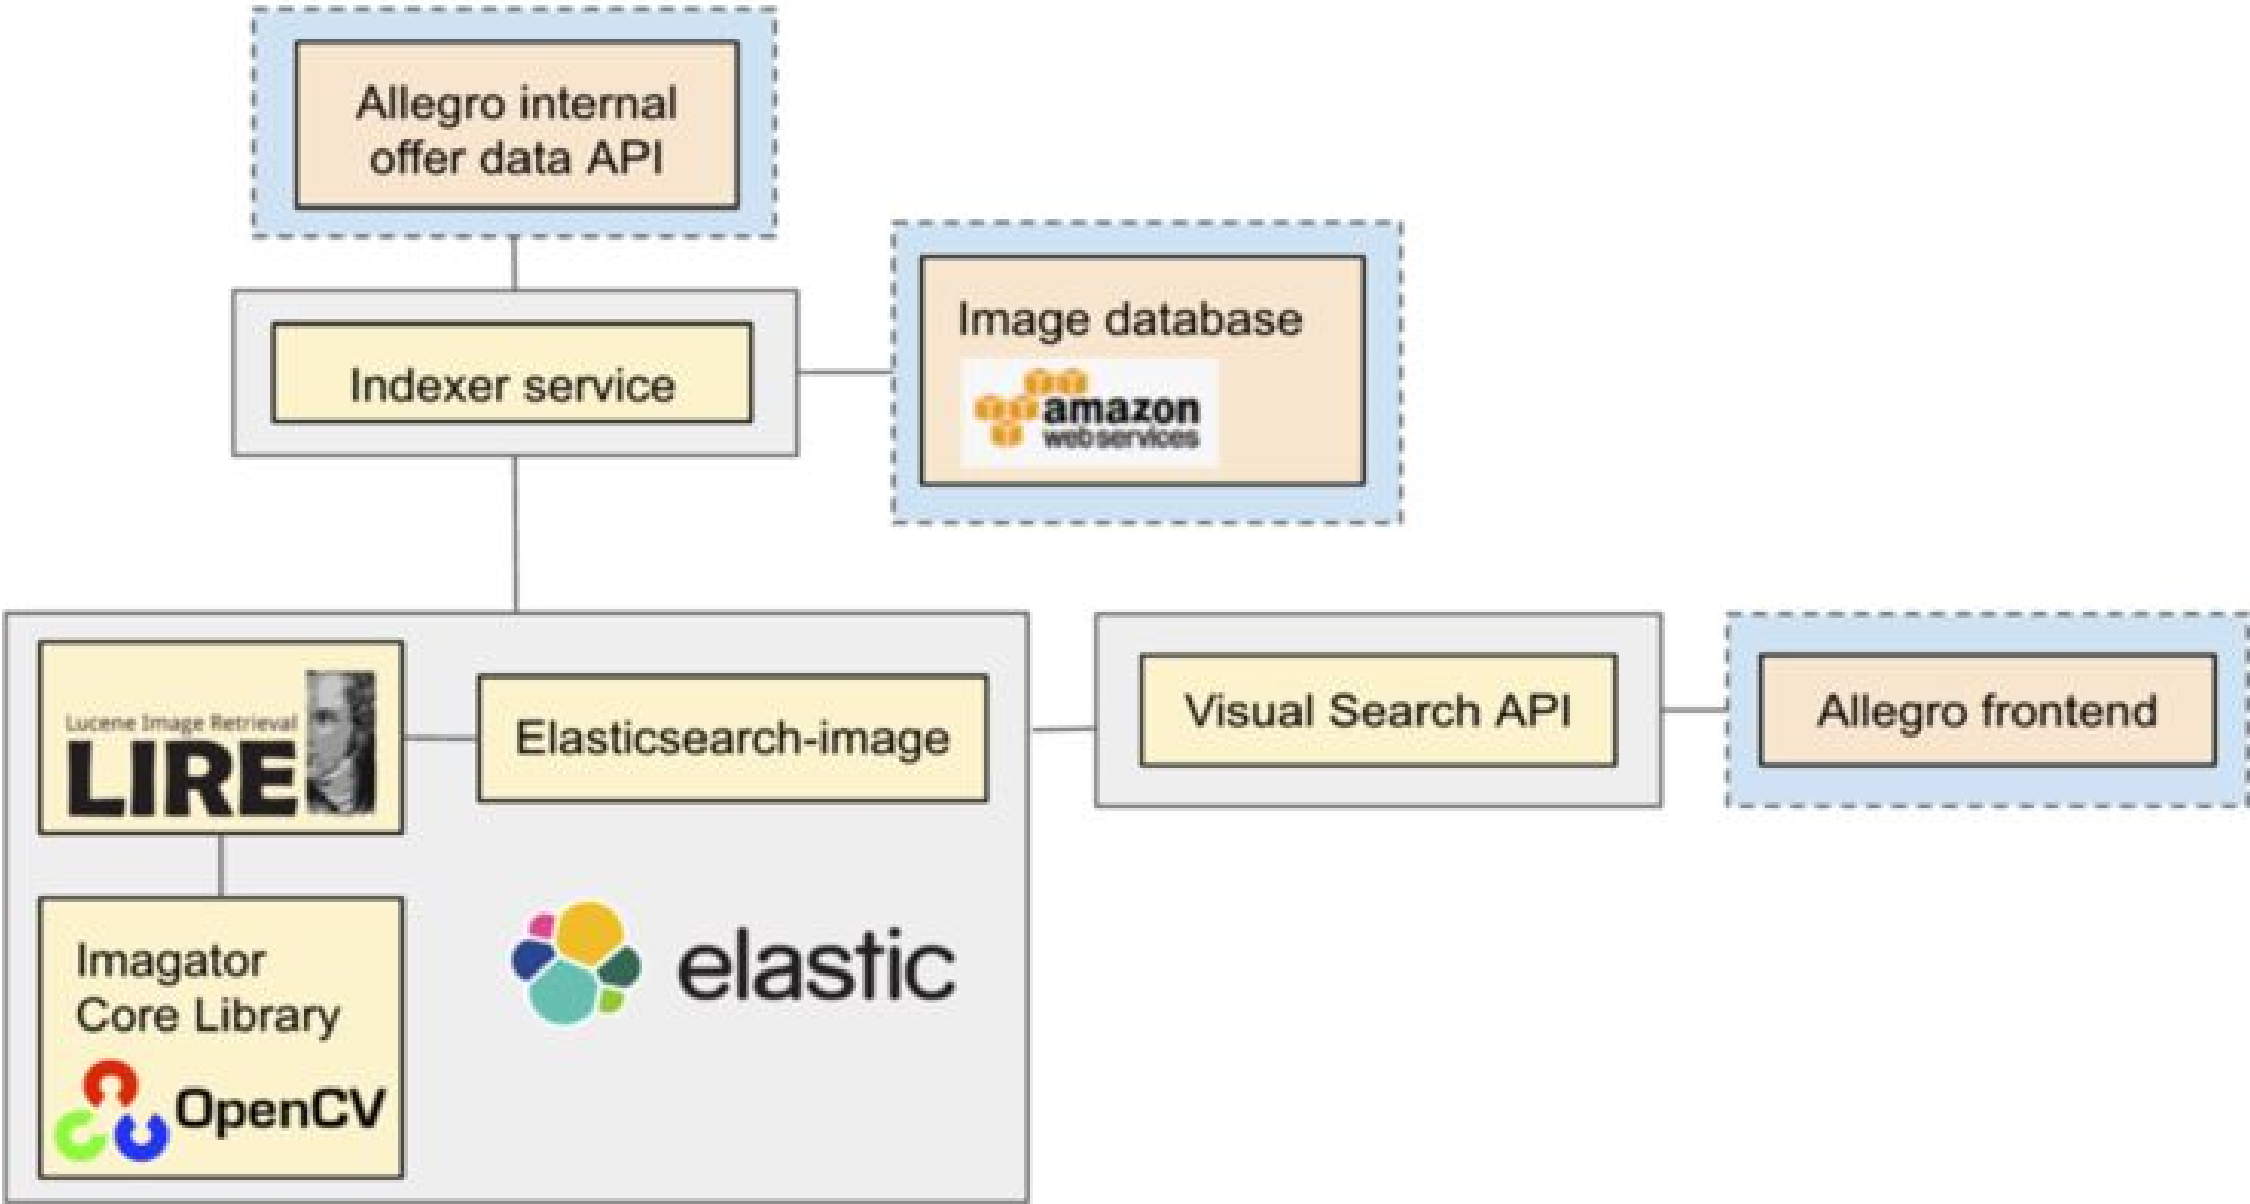 Allegro internal
offer data API
Indexer service
Image database
amazon
webservices
Lucene Image Retrieval
LIRE
Elasticsearch-image
Visual Search API
Allegro frontend
Imagator
Core Library
OpenCV
elastic